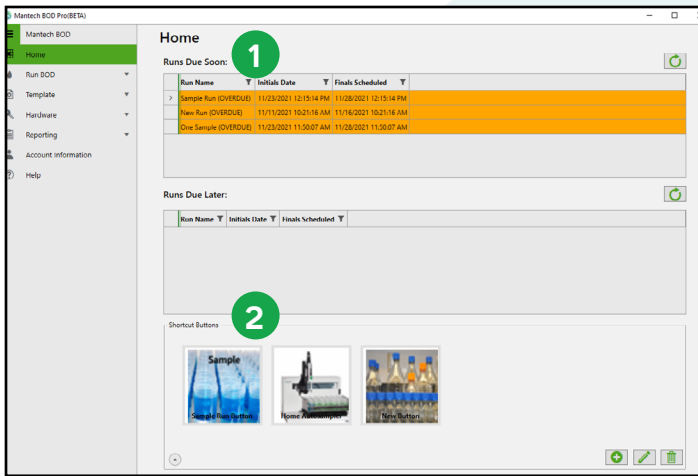 Mantech BOD Pro(BETA)
Mantech BOD
Home
Run BOD
Template
Hardware
Reporting
Account Information
Help
Home
1
Runs Due Soon:
Run Name Initials Date Finals Scheduled
Sample Run (OVERDUE) 11/23/2021 12:15:14 PM 11/28/2021 12:15:14 PM
New Run (OVERDUE) 11/11/2021 10:21:16 AM 11/16/2021 10:21:16 AM
One Sample (OVERDUE) 11/23/2021 11:50:07 AM 11/28/2021 11:50:07 AM
Runs Due Later:
Run Name Initials Date Finals Scheduled
2
Shortcut Buttons
Sample
Sample Run Button
Home Autosampler
New Button